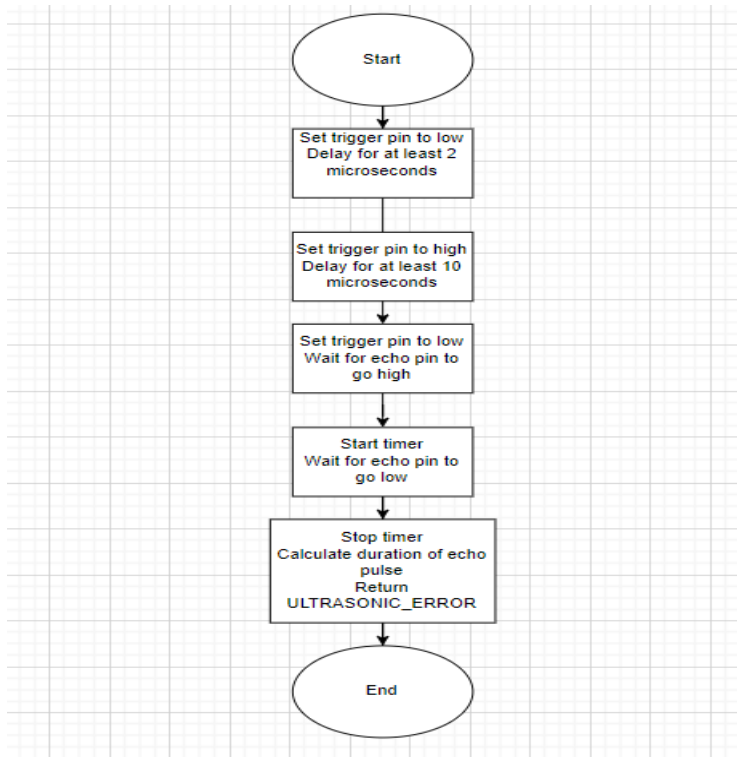 Start
Set trigger pin to low
Delay for at least 2
microseconds
Set trigger pin to high
Delay for at least 10
microseconds
Set trigger pin to low
Wait for echo pin to
go high
Start timer
Wait for echo pin to
go low
Stop timer
Calculate duration of echo
pulse
Return
ULTRASONIC_ERROR
End